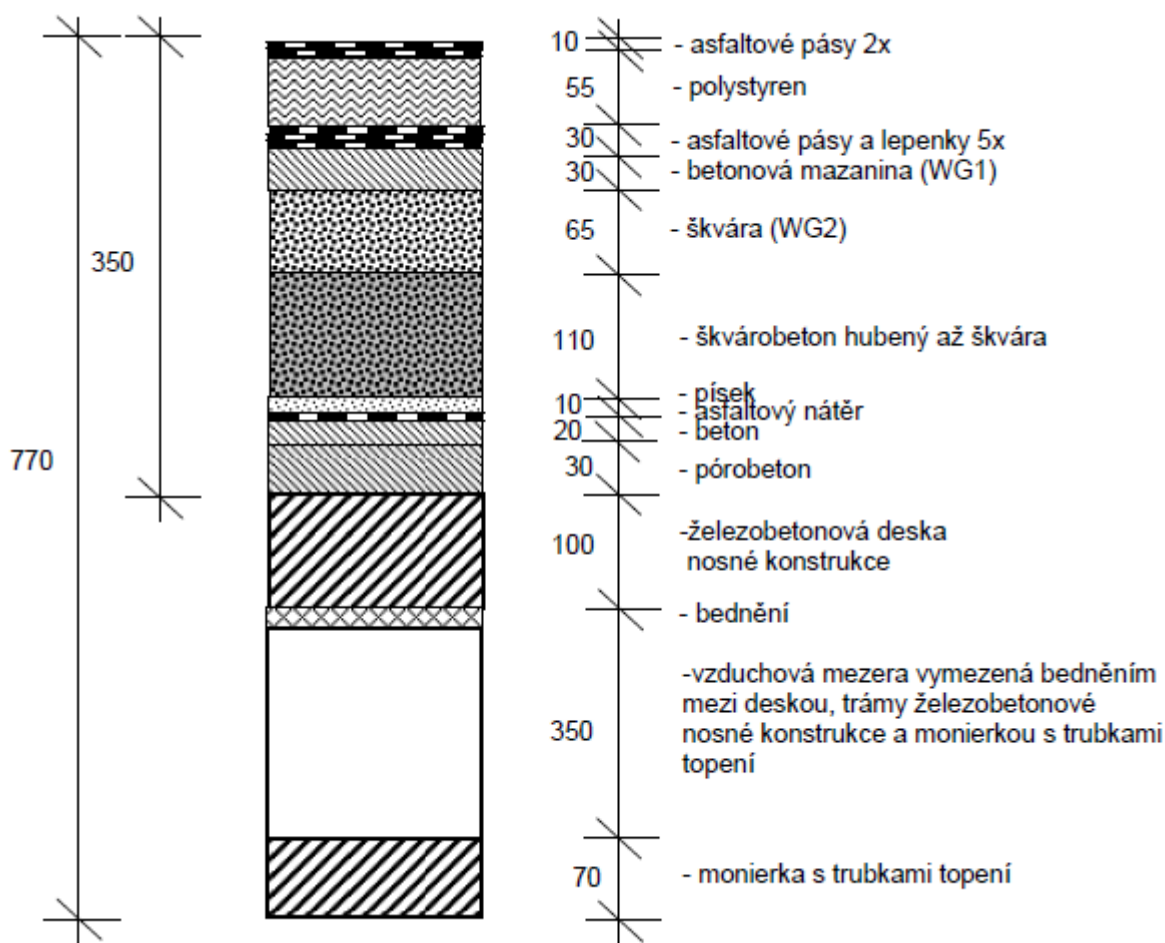 10 - asfaltové pásy 2x
55 - polystyren
30 - asfaltové pásy a lepenky 5x
30 - betonová mazanina (WG1)
65 - škvára (WG2)
350
110 - škvárobeton hubený až škvára
- písek
10 - asfaltový nátěr
20 - beton
770
30 - pórobeton
100 -železobetonová deska
nosné konstrukce
- bednění
-vzduchová mezera vymezená bedněním
mezi deskou, trámy železobetonové
350 nosné konstrukce a monierkou s trubkami
topení
70 - monierka s trubkami topení